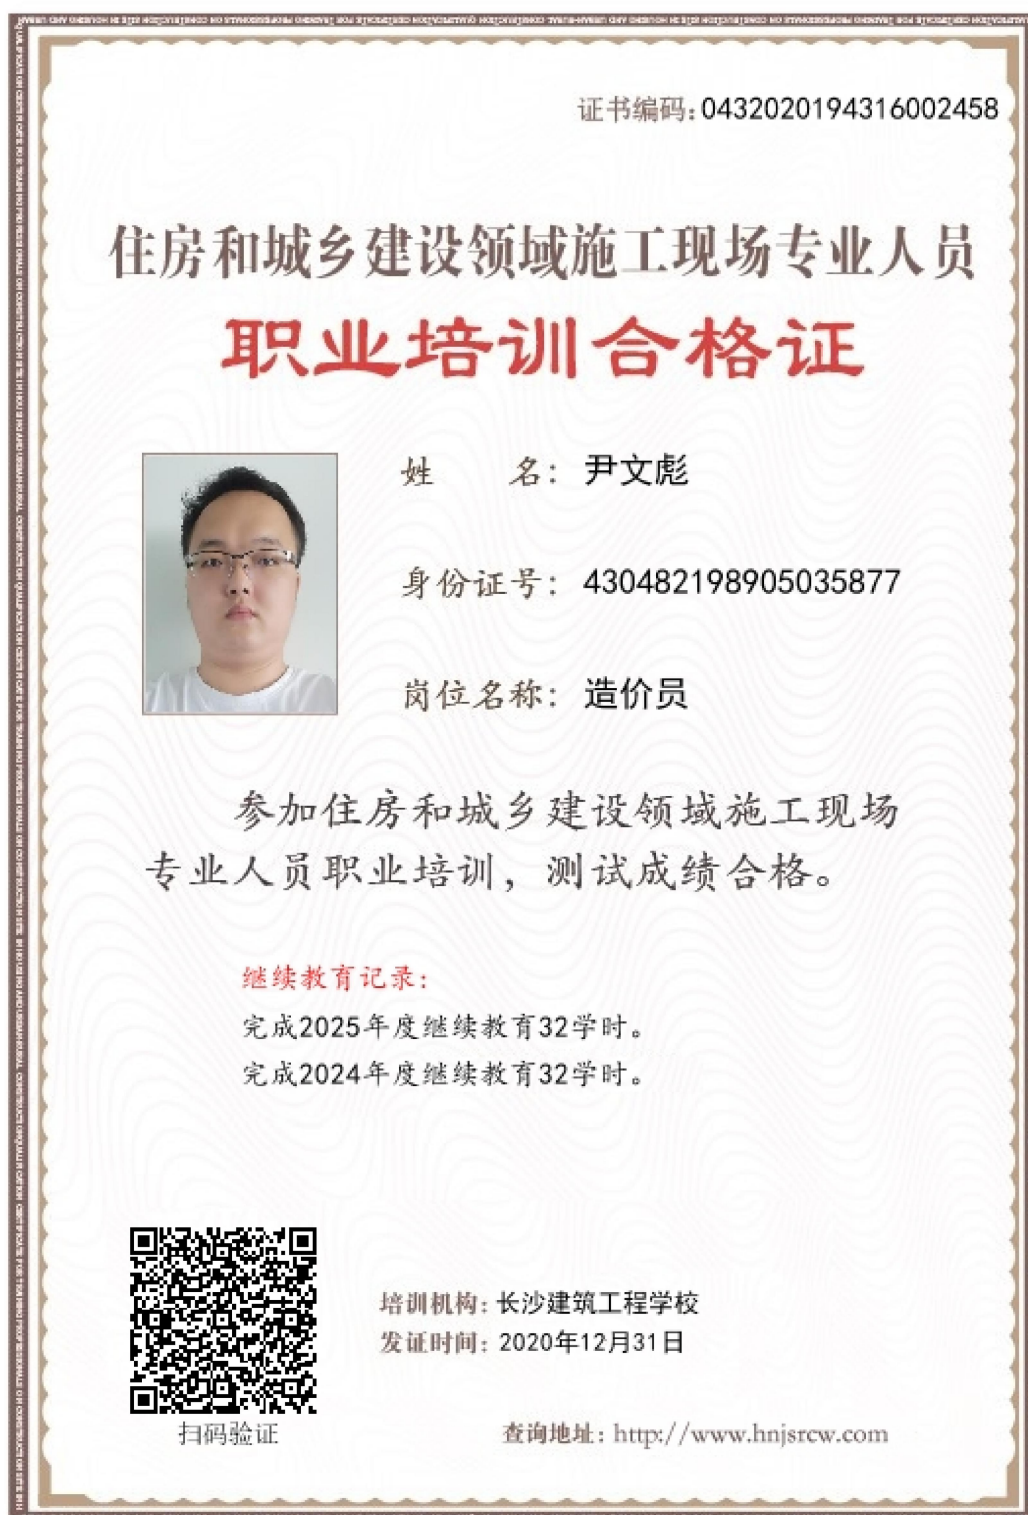 证书编码:0432020194316002458
住房和城乡建设领域施工现场专业人员
职业培训合格证
姓 名: 尹文彪
身份证号: 430482198905035877
岗位名称: 造价员
参加住房和城乡建设领域施工现场
专业人员职业培训, 测试成绩合格。
继续教育记录:
完成2025年度继续教育32学时。
完成2024年度继续教育32学时。
培训机构: 长沙建筑工程学校
发证时间: 2020年12月31日
扫码验证
查询地址: http://www.hnjsrcw.com